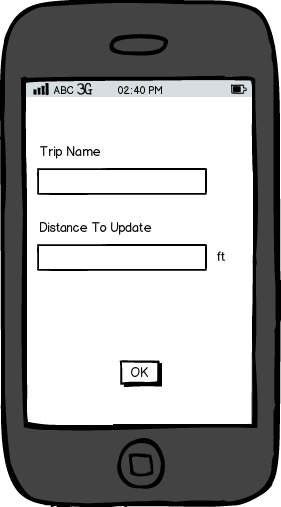 ABC 3G 02:40 PM
Trip Name
Distance To Update
ft
OK